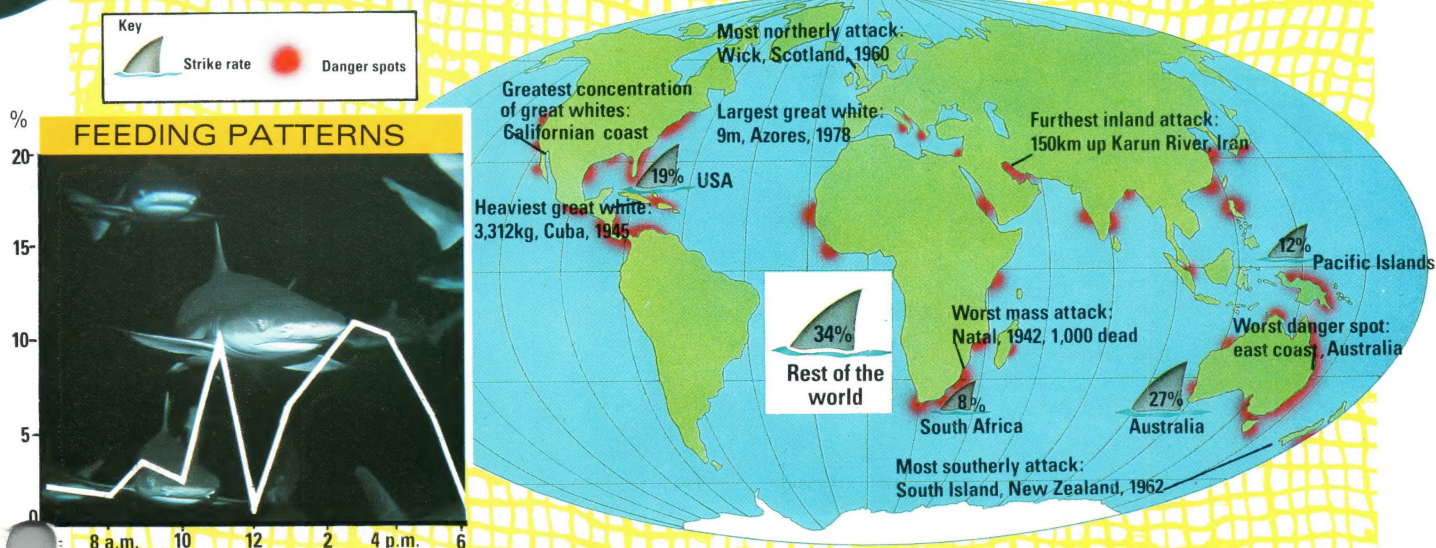 Key
Strike rate
Danger spots
%
FEEDING PATTERNS
20
15
10
5
0
8 a.m.
10
12
2
4 p.m.
6
Most northerly attack:
Wick, Scotland, 1960
Greatest concentration
of great whites:
Californian coast
Largest great white:
9m, Azores, 1978
Furthest inland attack:
150km up Karun River, Iran
19%
USA
Heaviest great white:
3,312kg, Cuba, 1945
12%
Pacific Islands
34%
Rest of the
world
Worst mass attack:
Natal, 1942, 1,000 dead
Worst danger spot:
east coast, Australia
8%
South Africa
27%
Australia
Most southerly attack:
South Island, New Zealand, 1962